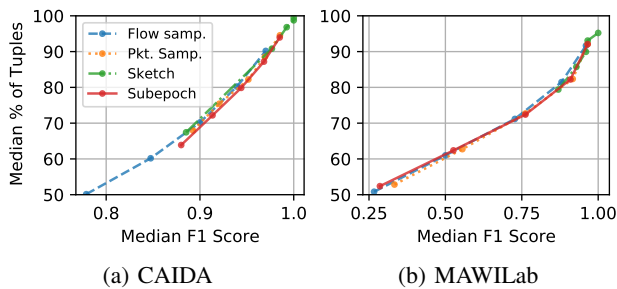 Median % of Tuples
100
90
80
70
60
50
0.8
0.9
1.0
Median F1 Score
Flow samp.
Pkt. Samp.
Sketch
Subepoch
(a) CAIDA
100
90
80
70
60
50
0.25
0.50
0.75
1.00
Median F1 Score
(b) MAWILab